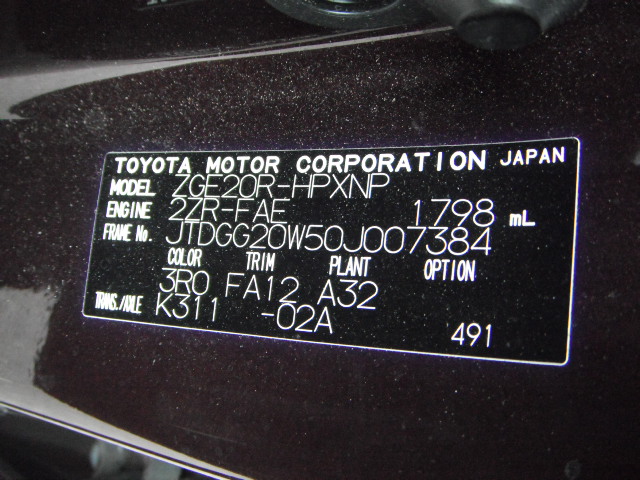 TOYOTA MOTOR CORPORATION JAPAN
MODEL ZGE20R-HPXNP
ENGINE 2ZR-FAE 1798 mL
FRAME No. JTDGG20W50J007384
COLOR TRIM PLANT OPTION
3R0 FA12 A32
TRANS./AXLE K311 -02A
491